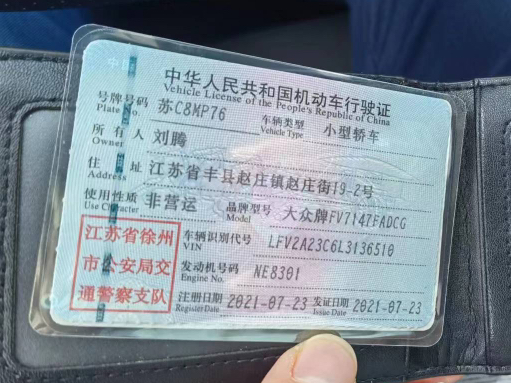 中华人民共和国机动车行驶证
Vehicle License of the People's Republic of China
号牌号码 苏C8MP76 车辆类型 小型轿车
Plate No. Vehicle Type
所有人 刘腾
Owner
住址 江苏省丰县赵庄镇赵庄街19-2号
Address
使用性质 非营运 品牌型号 大众牌FV7147FADCG
Use Character Model
江苏省徐州 车辆识别代号 LFV2A23C6L3136510
VIN
市公安局交 发动机号码 NE8301
Engine No.
通警察支队 注册日期 2021-07-23 发证日期 2021-07-23
Register Date Issue Date